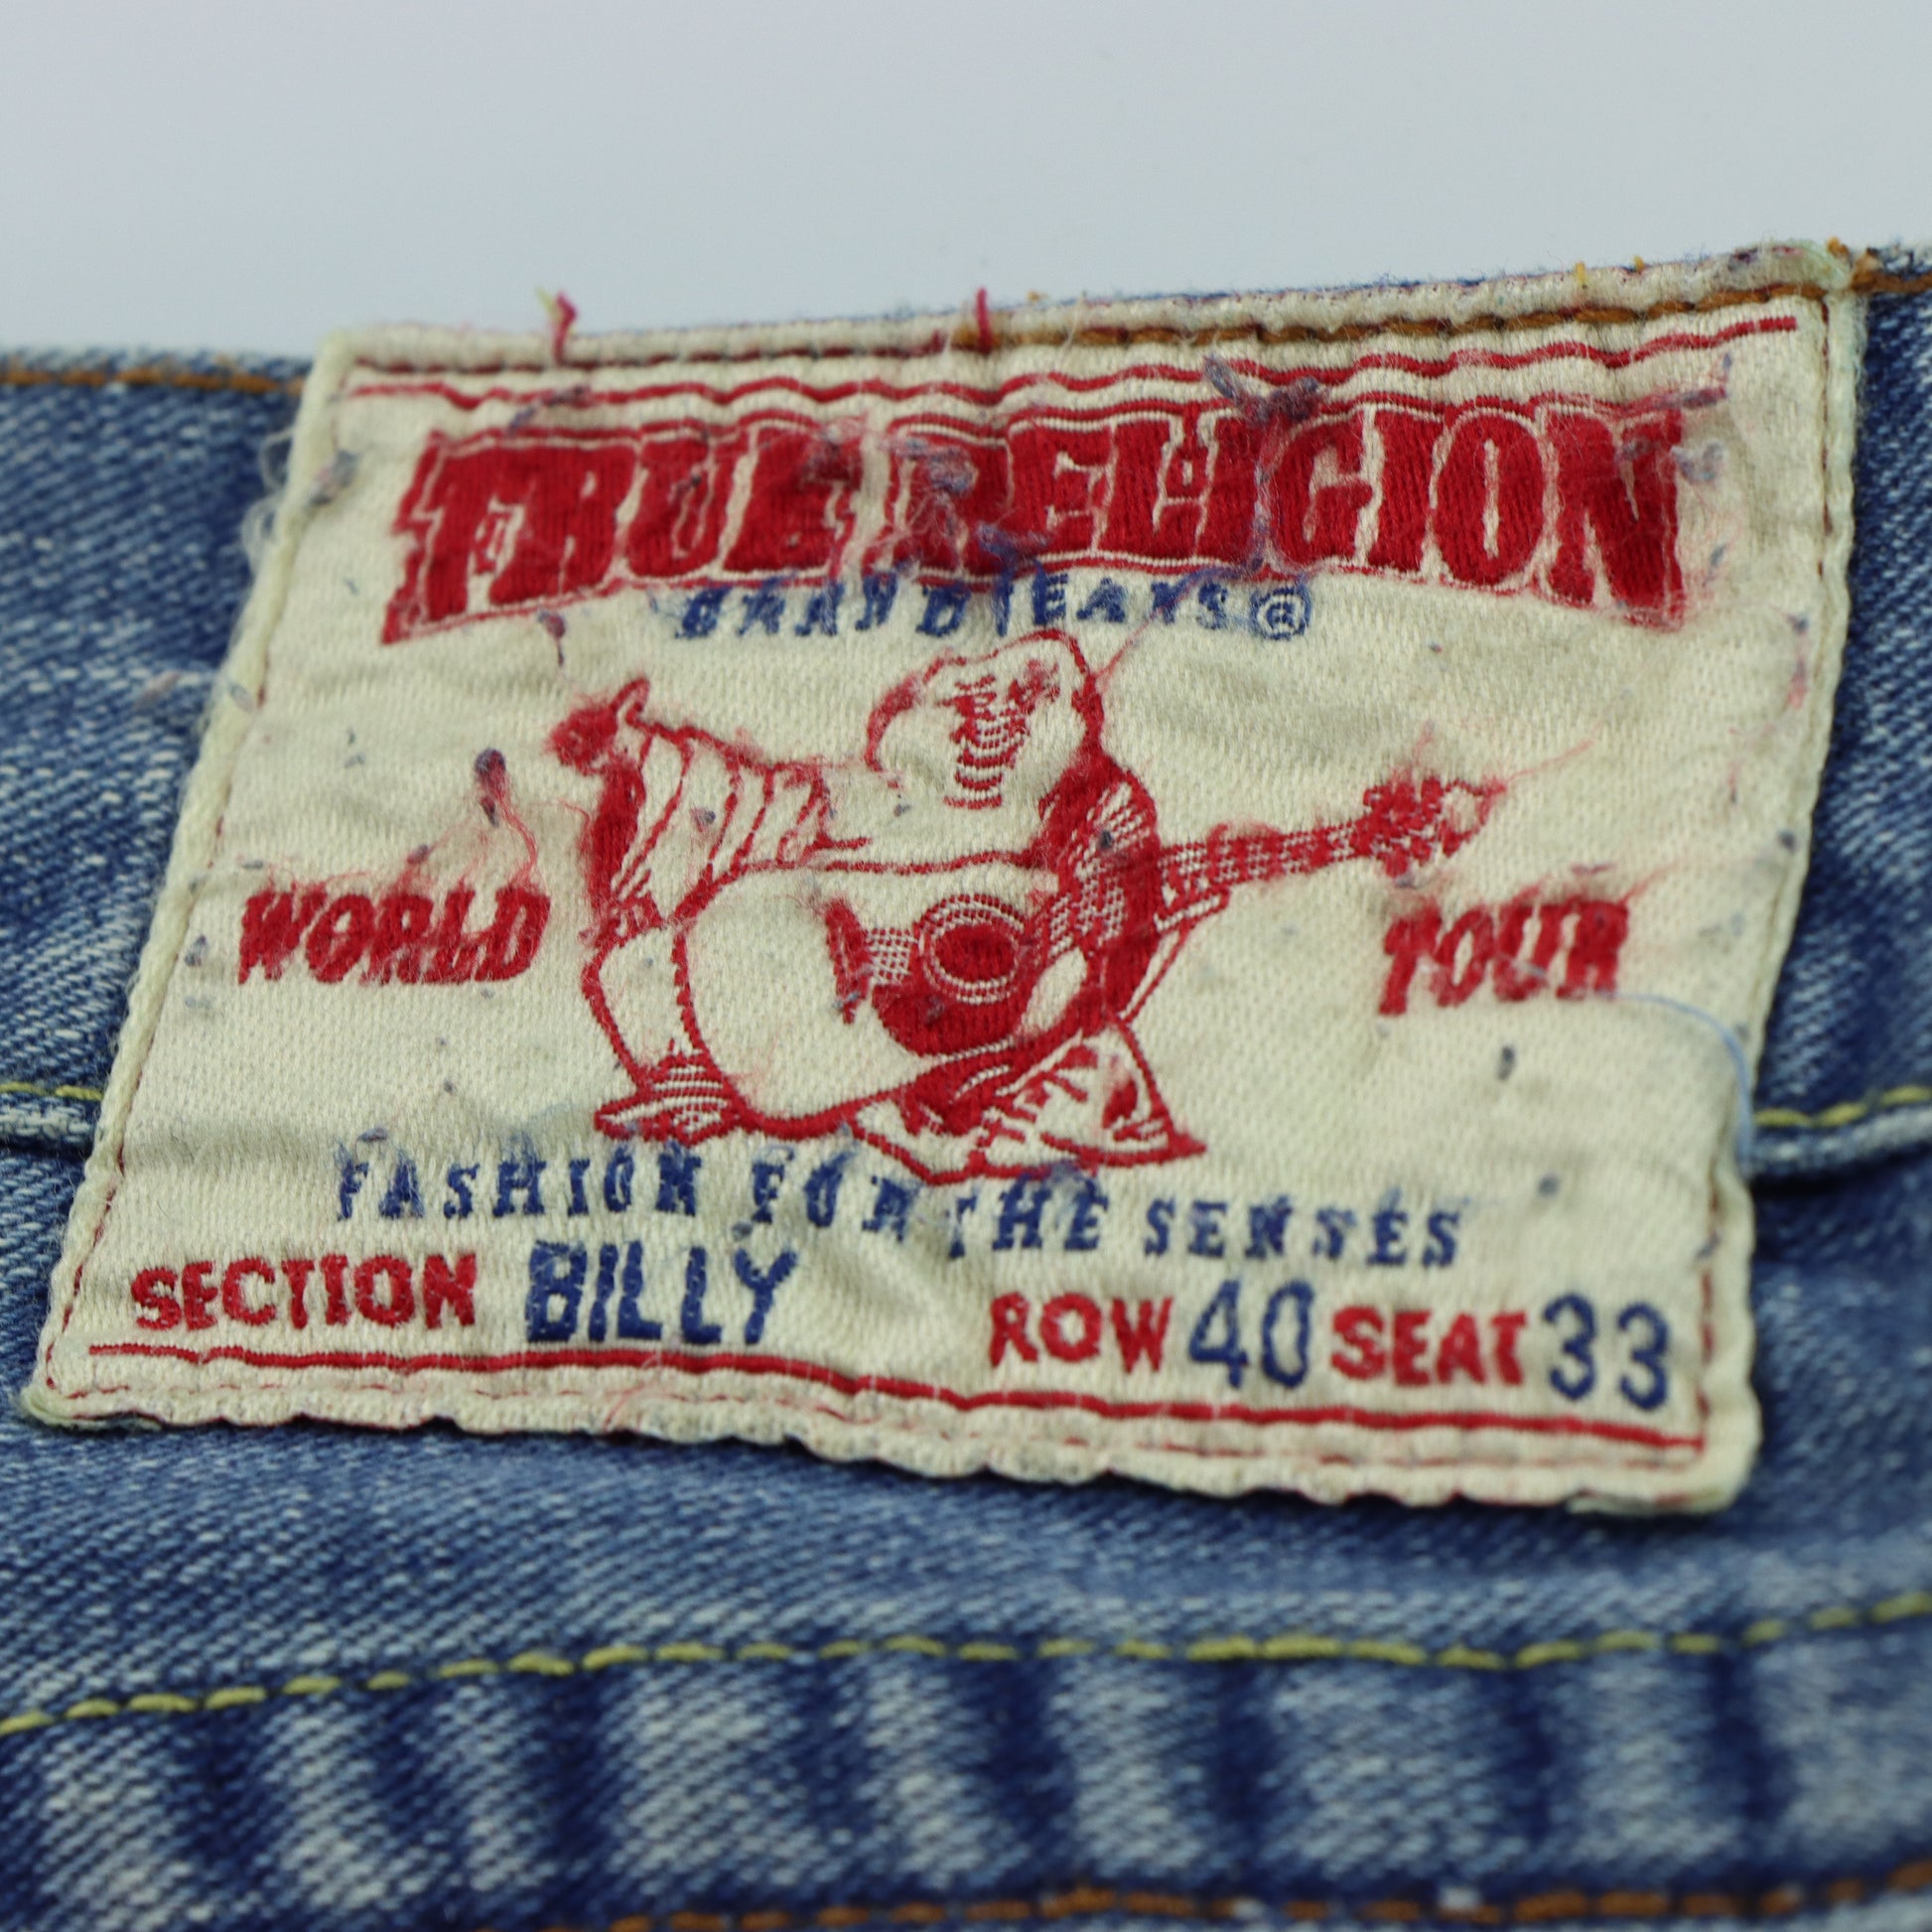 TRUE RELIGION
BRAND JEANS®
WORLD TOUR
FASHION FOR THE SENSES
SECTION BILLY ROW 40 SEAT 33